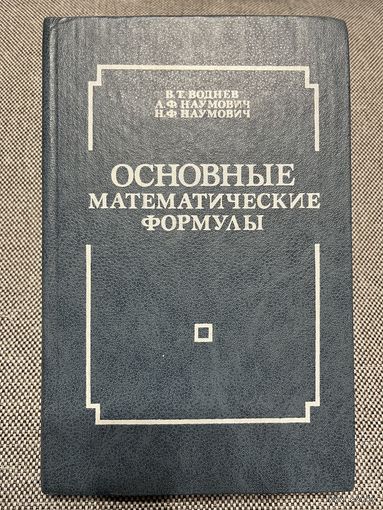 В.Т. ВОДНЕВ
А.Ф. НАУМОВИЧ
Н.Ф. НАУМОВИЧ
ОСНОВНЫЕ
МАТЕМАТИЧЕСКИЕ
ФОРМУЛЫ